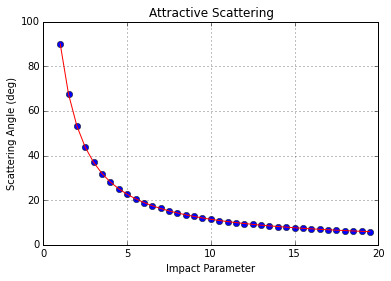 Attractive Scattering
100
80
60
40
20
0
Scattering Angle (deg)
0 5 10 15 20
Impact Parameter